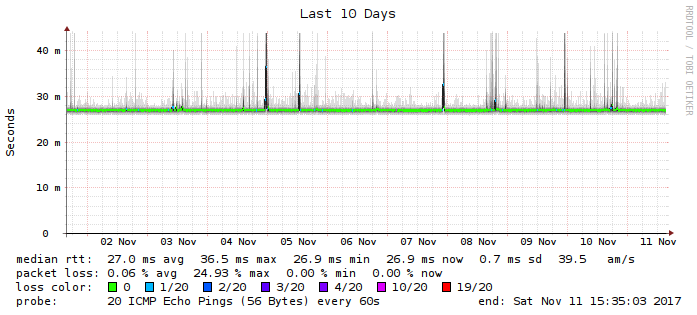 Last 10 Days
RRDTOOL / TOBI OETIKER
Seconds
40 m
30 m
20 m
10 m
0
02 Nov 03 Nov 04 Nov 05 Nov 06 Nov 07 Nov 08 Nov 09 Nov 10 Nov 11 Nov
median rtt: 27.0 ms avg 36.5 ms max 26.9 ms min 26.9 ms now 0.7 ms sd 39.5 am/s
packet loss: 0.06 % avg 24.93 % max 0.00 % min 0.00 % now
loss color: 0 1/20 2/20 3/20 4/20 10/20 19/20
probe: 20 ICMP Echo Pings (56 Bytes) every 60s end: Sat Nov 11 15:35:03 2017